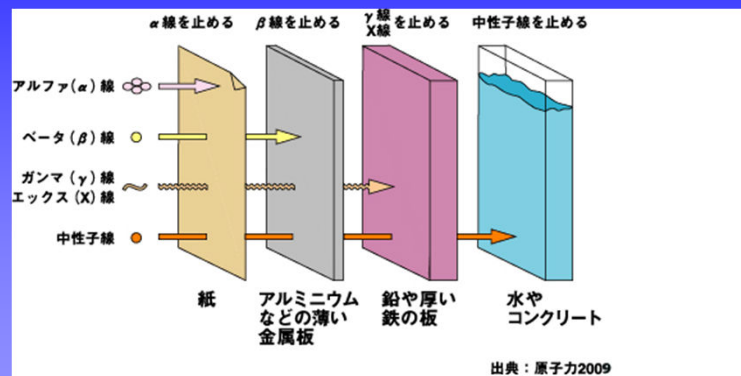 α線を止める
β線を止める
γ線
X線
を止める
中性子線を止める
アルファ(α)線
ベータ(β)線
ガンマ(γ)線
エックス(X)線
中性子線
紙
アルミニウム
などの薄い
金属板
鉛や厚い
鉄の板
水や
コンクリート
出典：原子力2009